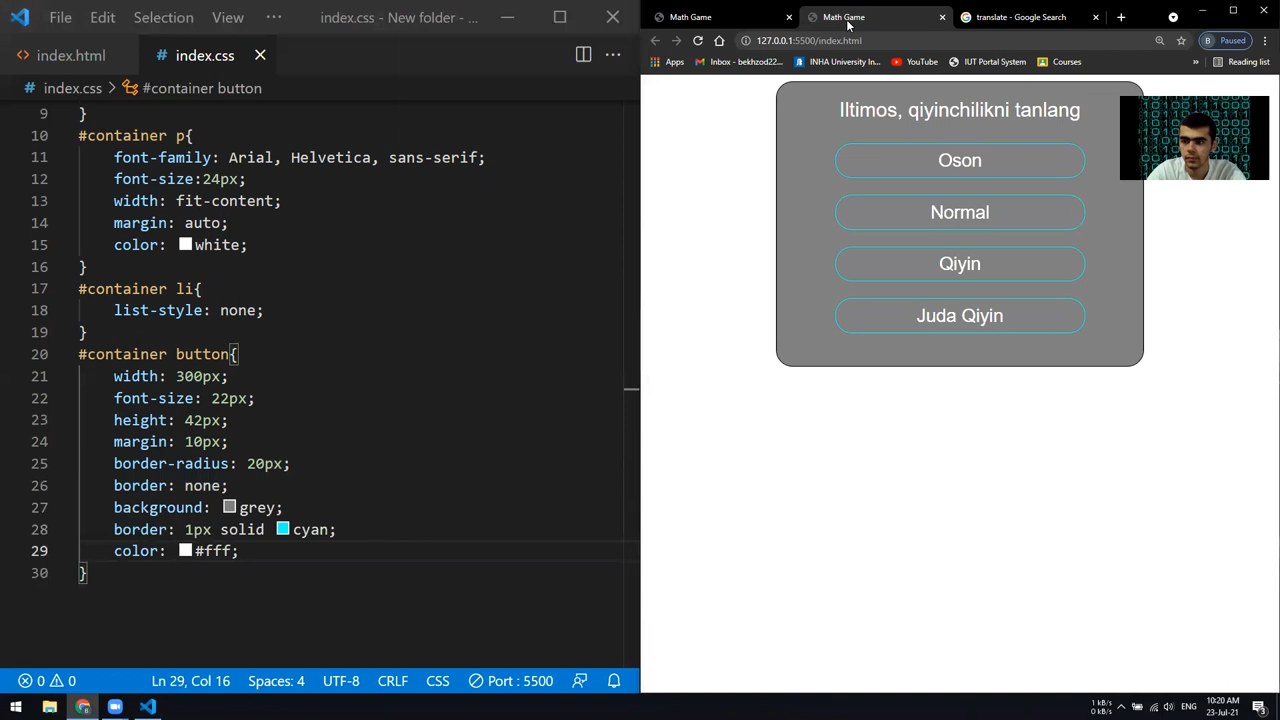 File Edit Selection View ··· index.css - New folder - ...
index.html
# index.css
index.css > #container button
9 }
10 #container p{
11 font-family: Arial, Helvetica, sans-serif;
12 font-size:24px;
13 width: fit-content;
14 margin: auto;
15 color: white;
16 }
17 #container li{
18 list-style: none;
19 }
20 #container button{
21 width: 300px;
22 font-size: 22px;
23 height: 42px;
24 margin: 10px;
25 border-radius: 20px;
26 border: none;
27 background: grey;
28 border: 1px solid cyan;
29 color: #fff;
30 }
0 0 Ln 29, Col 16 Spaces: 4 UTF-8 CRLF CSS Port : 5500
Math Game Math Game translate - Google Search
127.0.0.1:5500/index.html B Paused
Apps Inbox - bekhzod22... INHA University In... YouTube IUT Portal System Courses » Reading list
Iltimos, qiyinchilikni tanlang
Oson
Normal
Qiyin
Juda Qiyin
1 kB/s
0 kB/s
ENG
10:20 AM
23-Jul-21
3